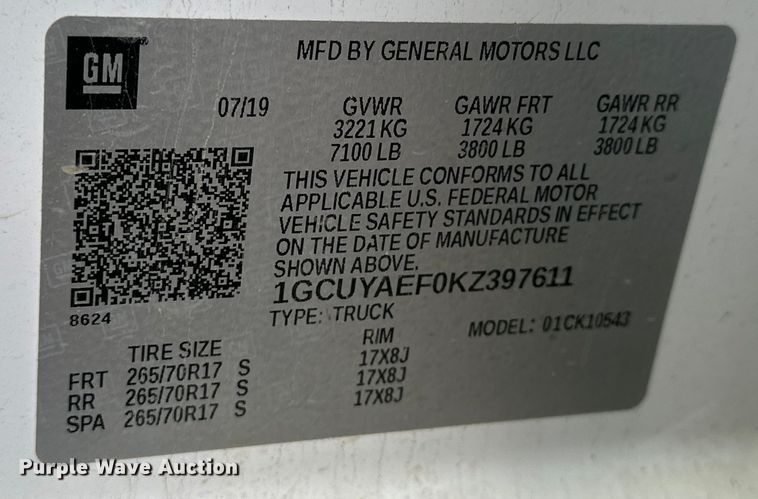 GM
MFD BY GENERAL MOTORS LLC
07/19 GVWR GAWR FRT GAWR RR
3221 KG 1724 KG 1724 KG
7100 LB 3800 LB 3800 LB
THIS VEHICLE CONFORMS TO ALL
APPLICABLE U.S. FEDERAL MOTOR
VEHICLE SAFETY STANDARDS IN EFFECT
ON THE DATE OF MANUFACTURE
SHOWN ABOVE.
1GCUYAEF0KZ397611
8624
TYPE: TRUCK MODEL: 01CK10543
TIRE SIZE RIM
FRT 265/70R17 S 17X8J
RR 265/70R17 S 17X8J
SPA 265/70R17 S 17X8J
Purple Wave Auction